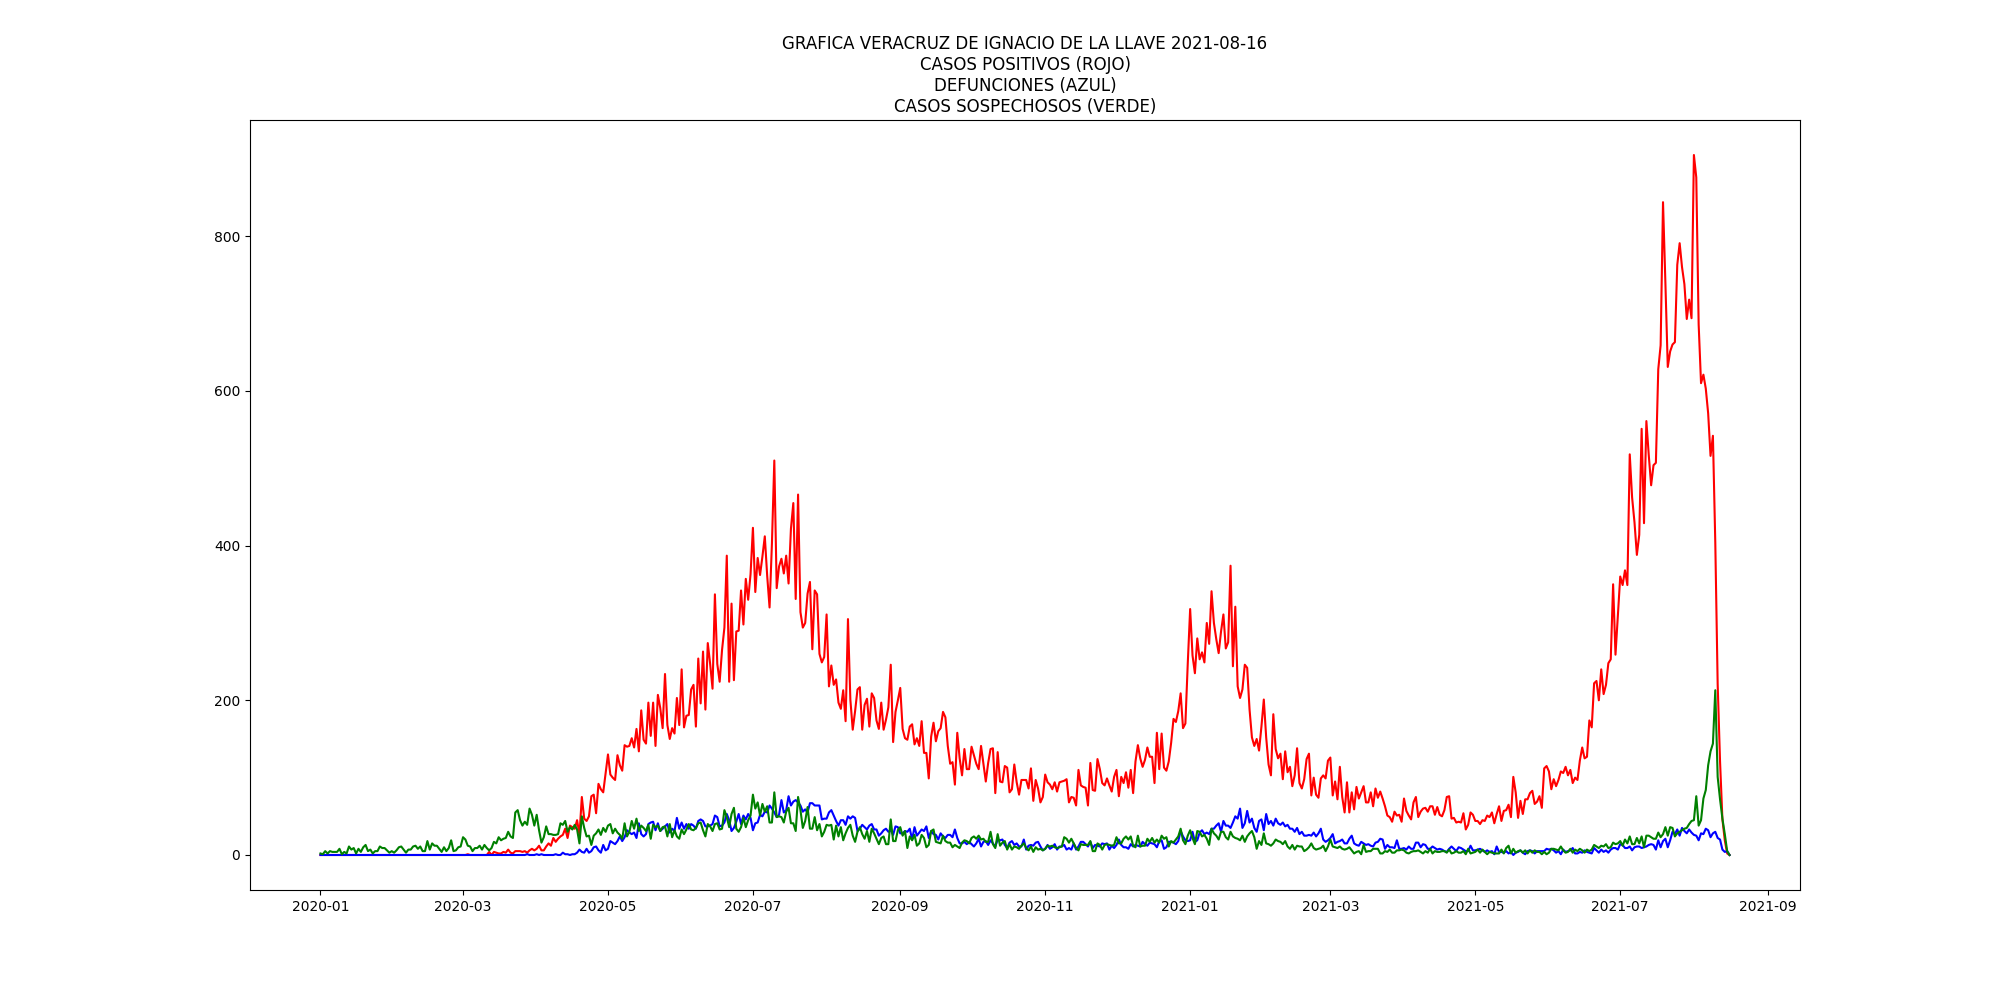 GRAFICA VERACRUZ DE IGNACIO DE LA LLAVE 2021-08-16
CASOS POSITIVOS (ROJO)
DEFUNCIONES (AZUL)
CASOS SOSPECHOSOS (VERDE)
800
600
400
200
0
2020-01 2020-03 2020-05 2020-07 2020-09 2020-11 2021-01 2021-03 2021-05 2021-07 2021-09